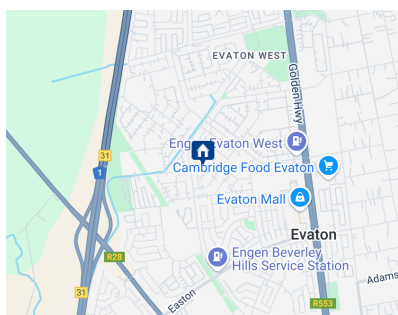 EVATON WEST
Golden Hwy
Engen Evaton West
31
1
Cambridge Food Evaton
Evaton Mall
Evaton
R28
Engen Beverley
Hills Service Station
Adams
31
Easton
R553